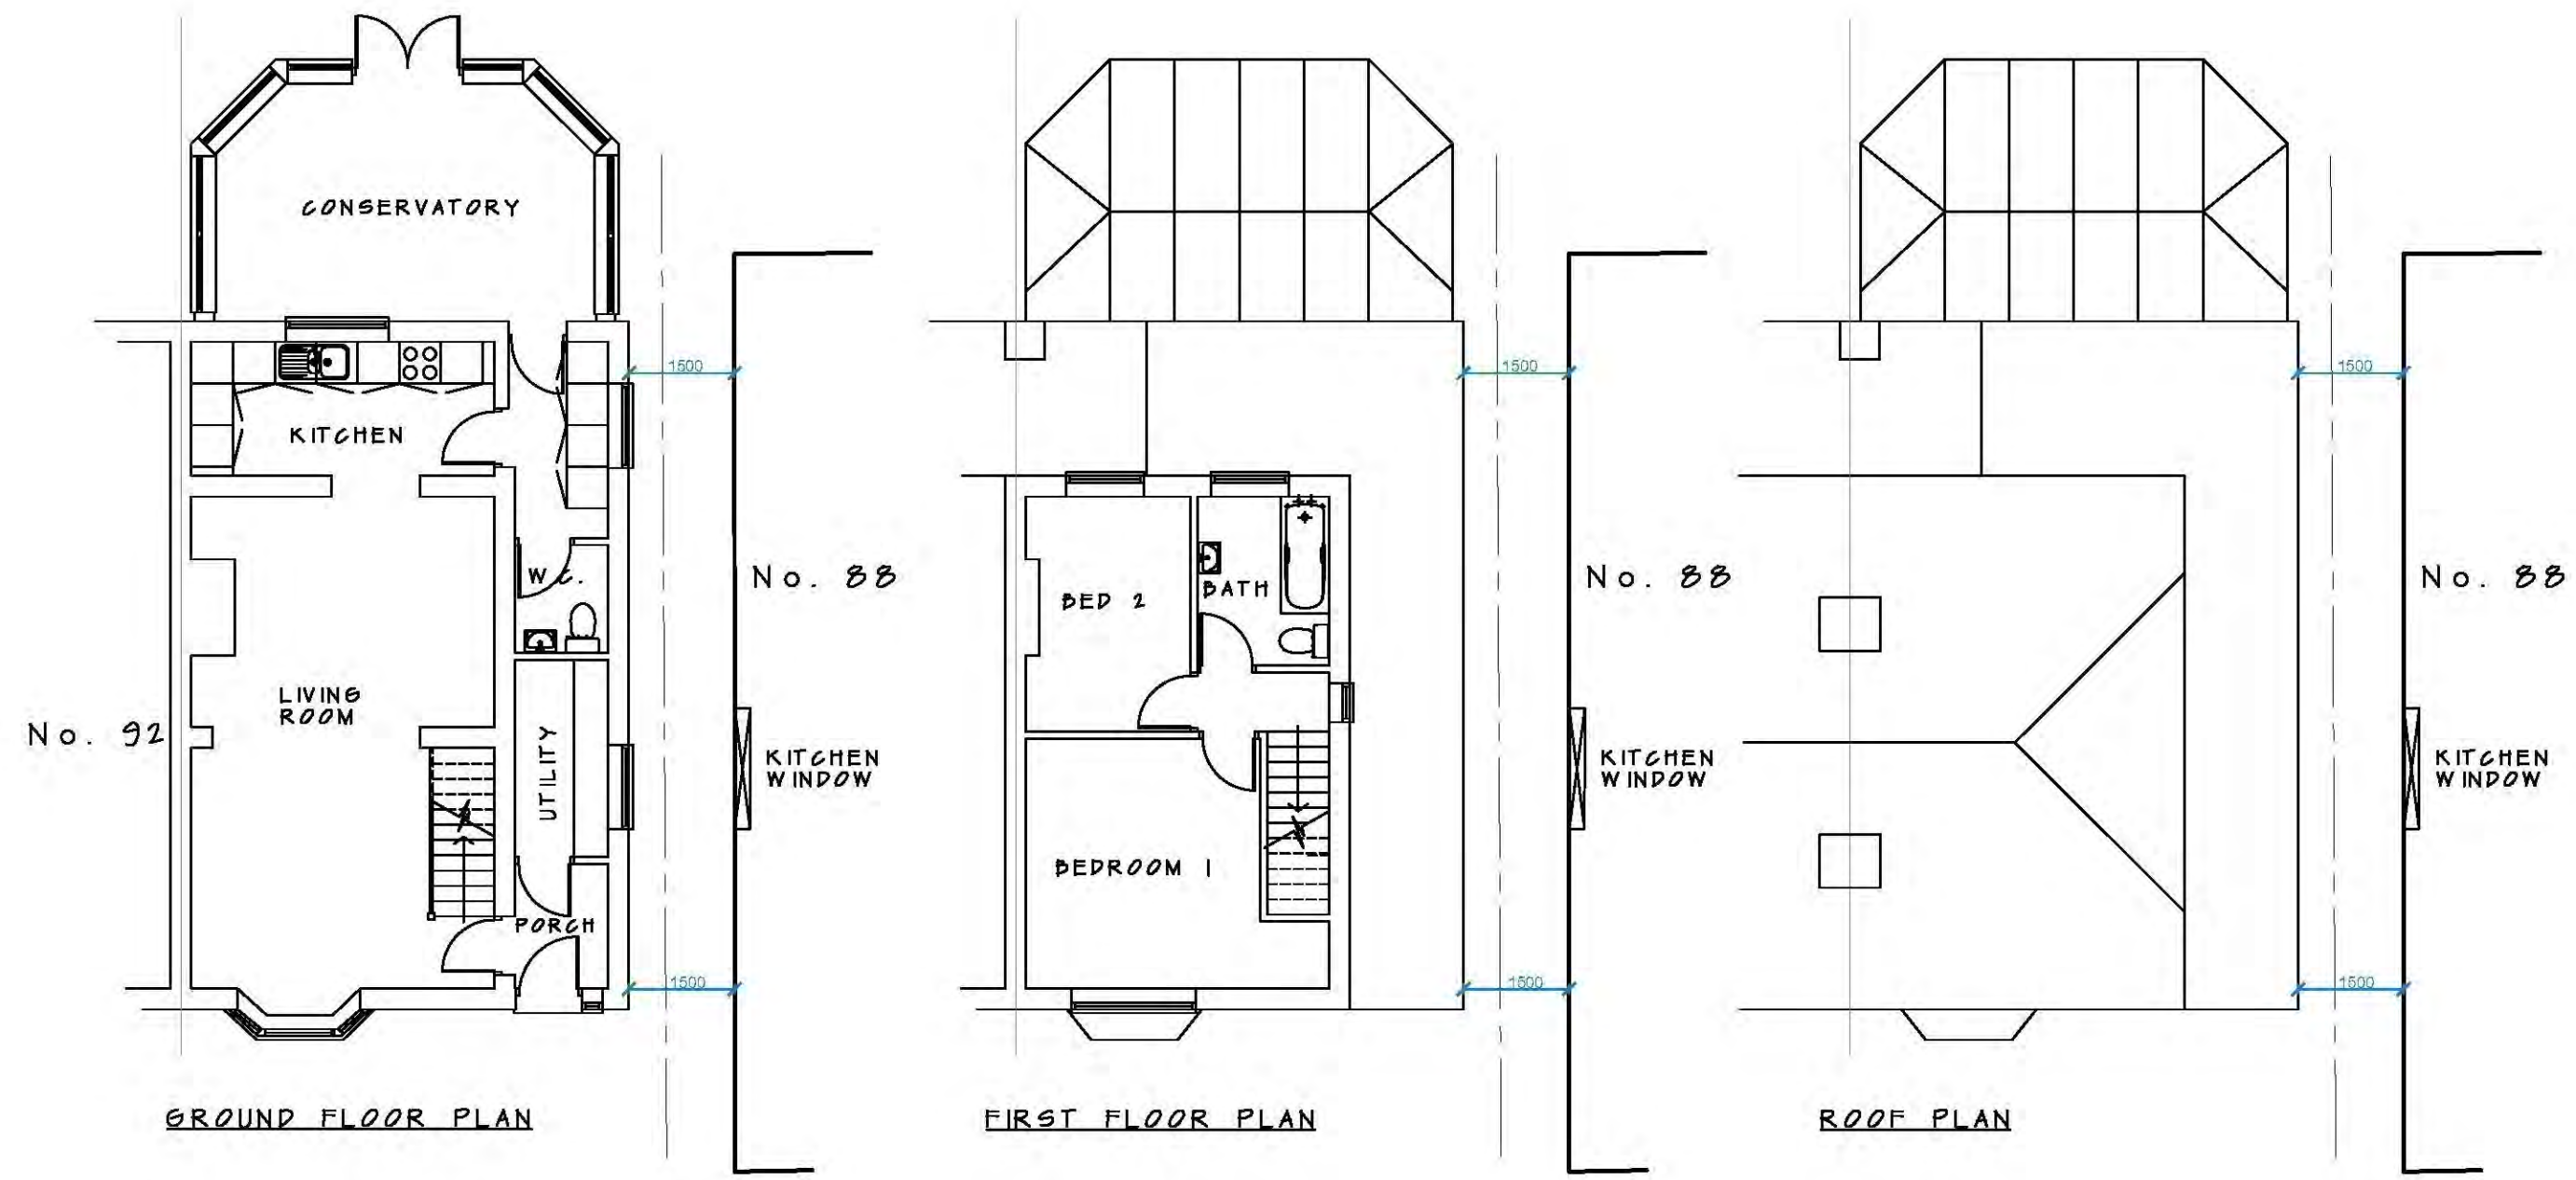 CONSERVATORY
1500
KITCHEN
No. 88
W.C.
LIVING
ROOM
No. 92
UTILITY
KITCHEN
WINDOW
PORCH
1500
GROUND FLOOR PLAN
1500
No. 88
BED 2
BATH
KITCHEN
WINDOW
BEDROOM 1
1500
FIRST FLOOR PLAN
1500
No. 88
KITCHEN
WINDOW
1500
ROOF PLAN